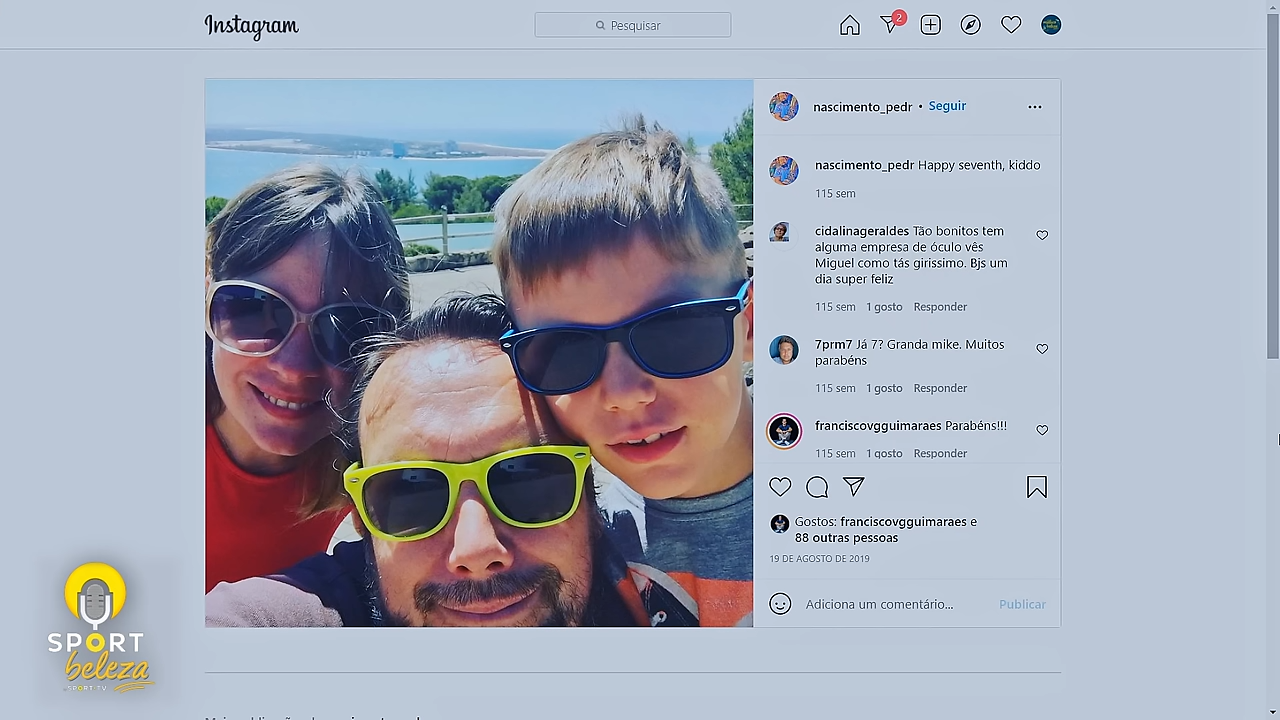 Instagram
Pesquisar
2
nascimento_pedr • Seguir
nascimento_pedr Happy seventh, kiddo
115 sem
cidalinageraldes Tão bonitos tem
alguma empresa de óculo vês
Miguel como tás girissimo. Bjs um
dia super feliz
115 sem 1 gosto Responder
7prm7 Já 7? Granda mike. Muitos
parabéns
115 sem 1 gosto Responder
franciscovgguimaraes Parabéns!!!
115 sem 1 gosto Responder
Gostos: franciscovgguimaraes e
88 outras pessoas
19 DE AGOSTO DE 2019
Adiciona um comentário... Publicar
SPORT
beleza
SPORT TV